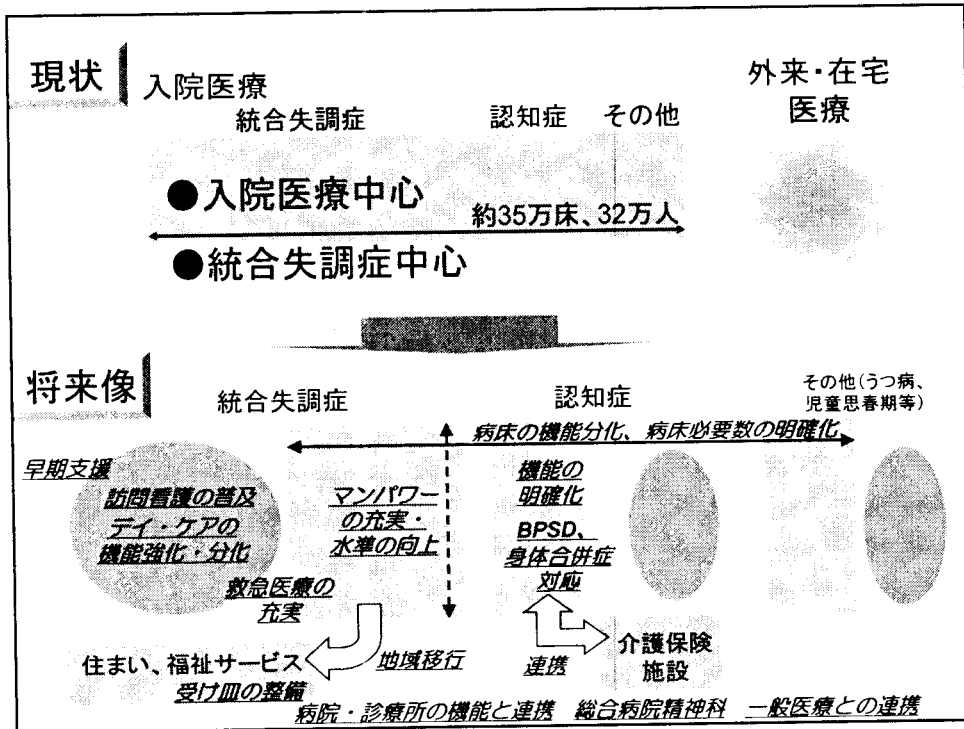 現状
入院医療
外来・在宅
医療
統合失調症
認知症
その他
●入院医療中心
約35万床、32万人
●統合失調症中心
将来像
統合失調症
認知症
その他(うつ病、
児童思春期等)
病床の機能分化、病床必要数の明確化
早期支援
訪問看護の普及
デイ・ケアの
機能強化・分化
救急医療の
充実
マンパワー
の充実・
水準の向上
機能の
明確化
BPSD、
身体合併症
対応
住まい、福祉サービス
受け皿の整備
地域移行
連携
介護保険
施設
病院・診療所の機能と連携 総合病院精神科 一般医療との連携